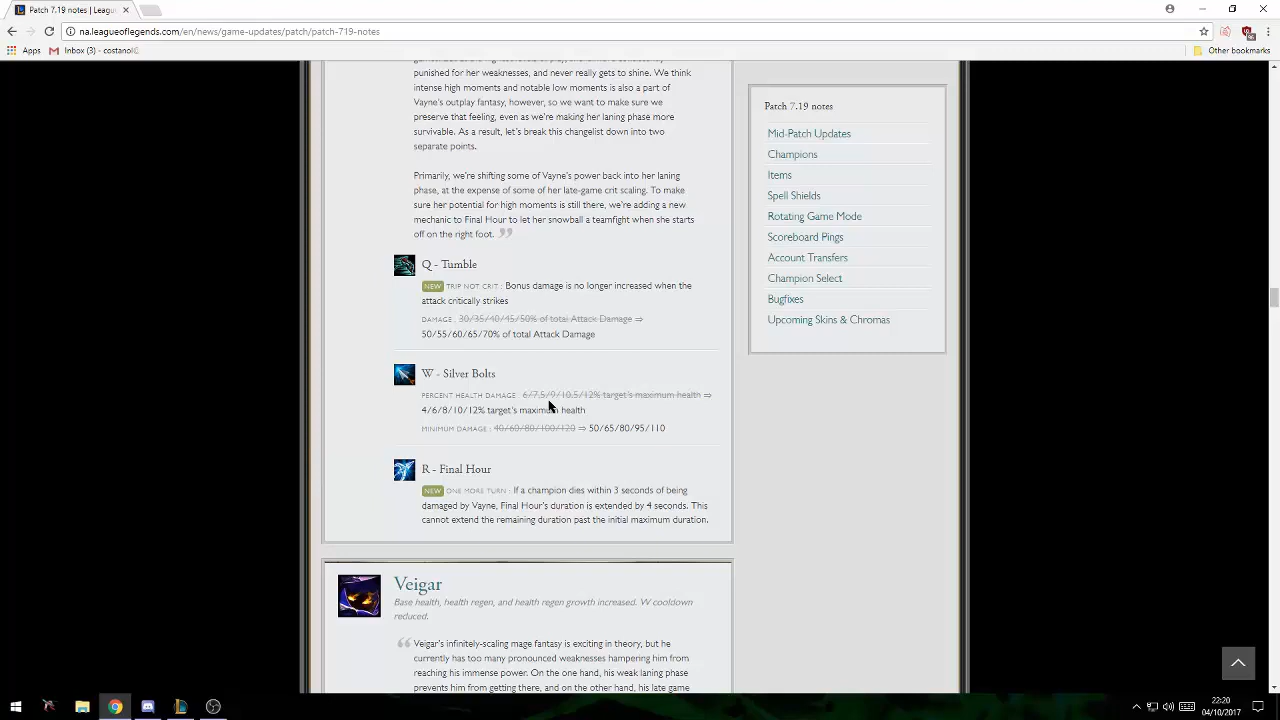 Patch 7.19 notes | Leagu
na.leagueoflegends.com/en/news/game-updates/patch/patch-719-notes
Apps
Inbox (3) - costanol
Other bookmarks
punished for her weaknesses, and never really gets to shine. We think
intense high moments and notable low moments is also a part of
Vayne's outplay fantasy, however, so we want to make sure we
preserve that feeling, even as we're making her laning phase more
survivable. As a result, let's break this changelist down into two
separate points.
Primarily, we're shifting some of Vayne's power back into her laning
phase, at the expense of some of her late-game crit scaling. To make
sure her potential for high moments is still there, we're adding a new
mechanic to Final Hour to let her snowball a teamfight when she starts
off on the right foot.
Q - Tumble
NEW TRIP NOT CRIT : Bonus damage is no longer increased when the
attack critically strikes
DAMAGE : 30/35/40/45/50% of total Attack Damage ⇒
50/55/60/65/70% of total Attack Damage
W - Silver Bolts
PERCENT HEALTH DAMAGE : 6/7.5/9/10.5/12% target's maximum health ⇒
4/6/8/10/12% target's maximum health
MINIMUM DAMAGE : 40/60/80/100/120 ⇒ 50/65/80/95/110
R - Final Hour
NEW ONE MORE TURN : If a champion dies within 3 seconds of being
damaged by Vayne, Final Hour's duration is extended by 4 seconds. This
cannot extend the remaining duration past the initial maximum duration.
Veigar
Base health, health regen, and health regen growth increased. W cooldown
reduced.
Veigar's infinitely-scaling mage fantasy is exciting in theory, but he
currently has too many pronounced weaknesses hampering him from
reaching his immense power. On the one hand, his weak laning phase
prevents him from getting there, and on the other hand, his late game
Patch 7.19 notes
Mid-Patch Updates
Champions
Items
Spell Shields
Rotating Game Mode
Scoreboard Pings
Account Transfers
Champion Select
Bugfixes
Upcoming Skins & Chromas
22:20
04/10/2017